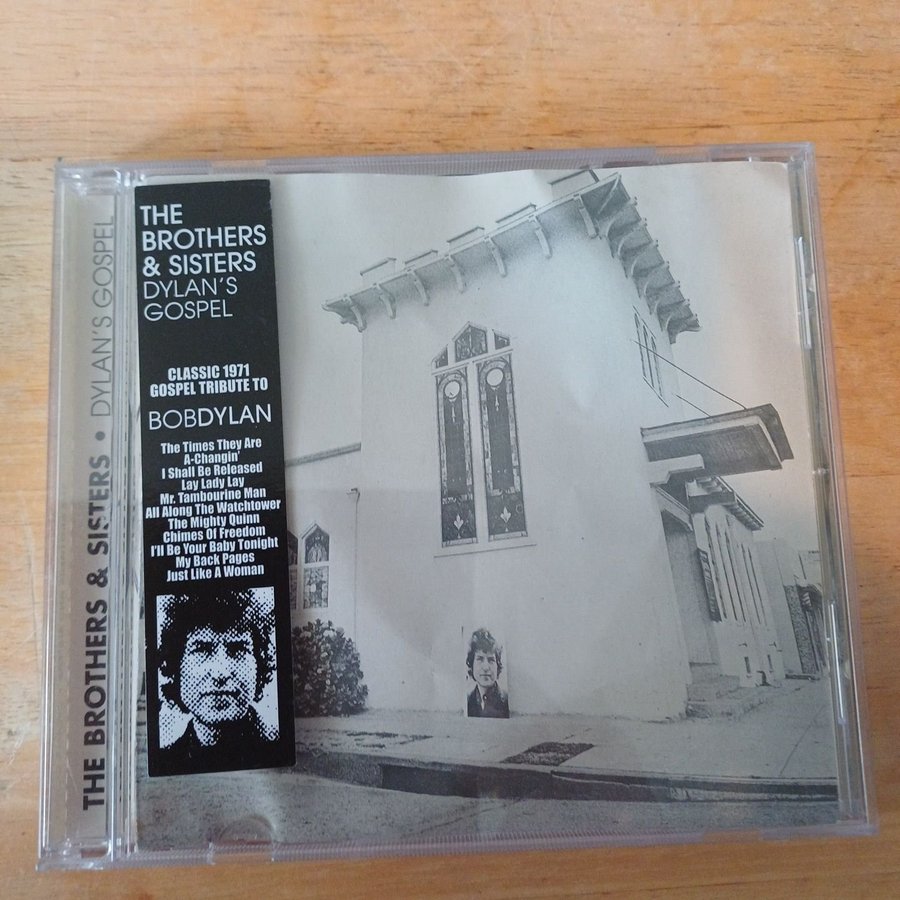 THE BROTHERS & SISTERS • DYLAN'S GOSPEL
THE
BROTHERS
& SISTERS
DYLAN'S
GOSPEL
CLASSIC 1971
GOSPEL TRIBUTE TO
BOBDYLAN
The Times They Are
A-Changin'
I Shall Be Released
Lay Lady Lay
Mr. Tambourine Man
All Along The Watchtower
The Mighty Quinn
Chimes Of Freedom
I'll Be Your Baby Tonight
My Back Pages
Just Like A Woman